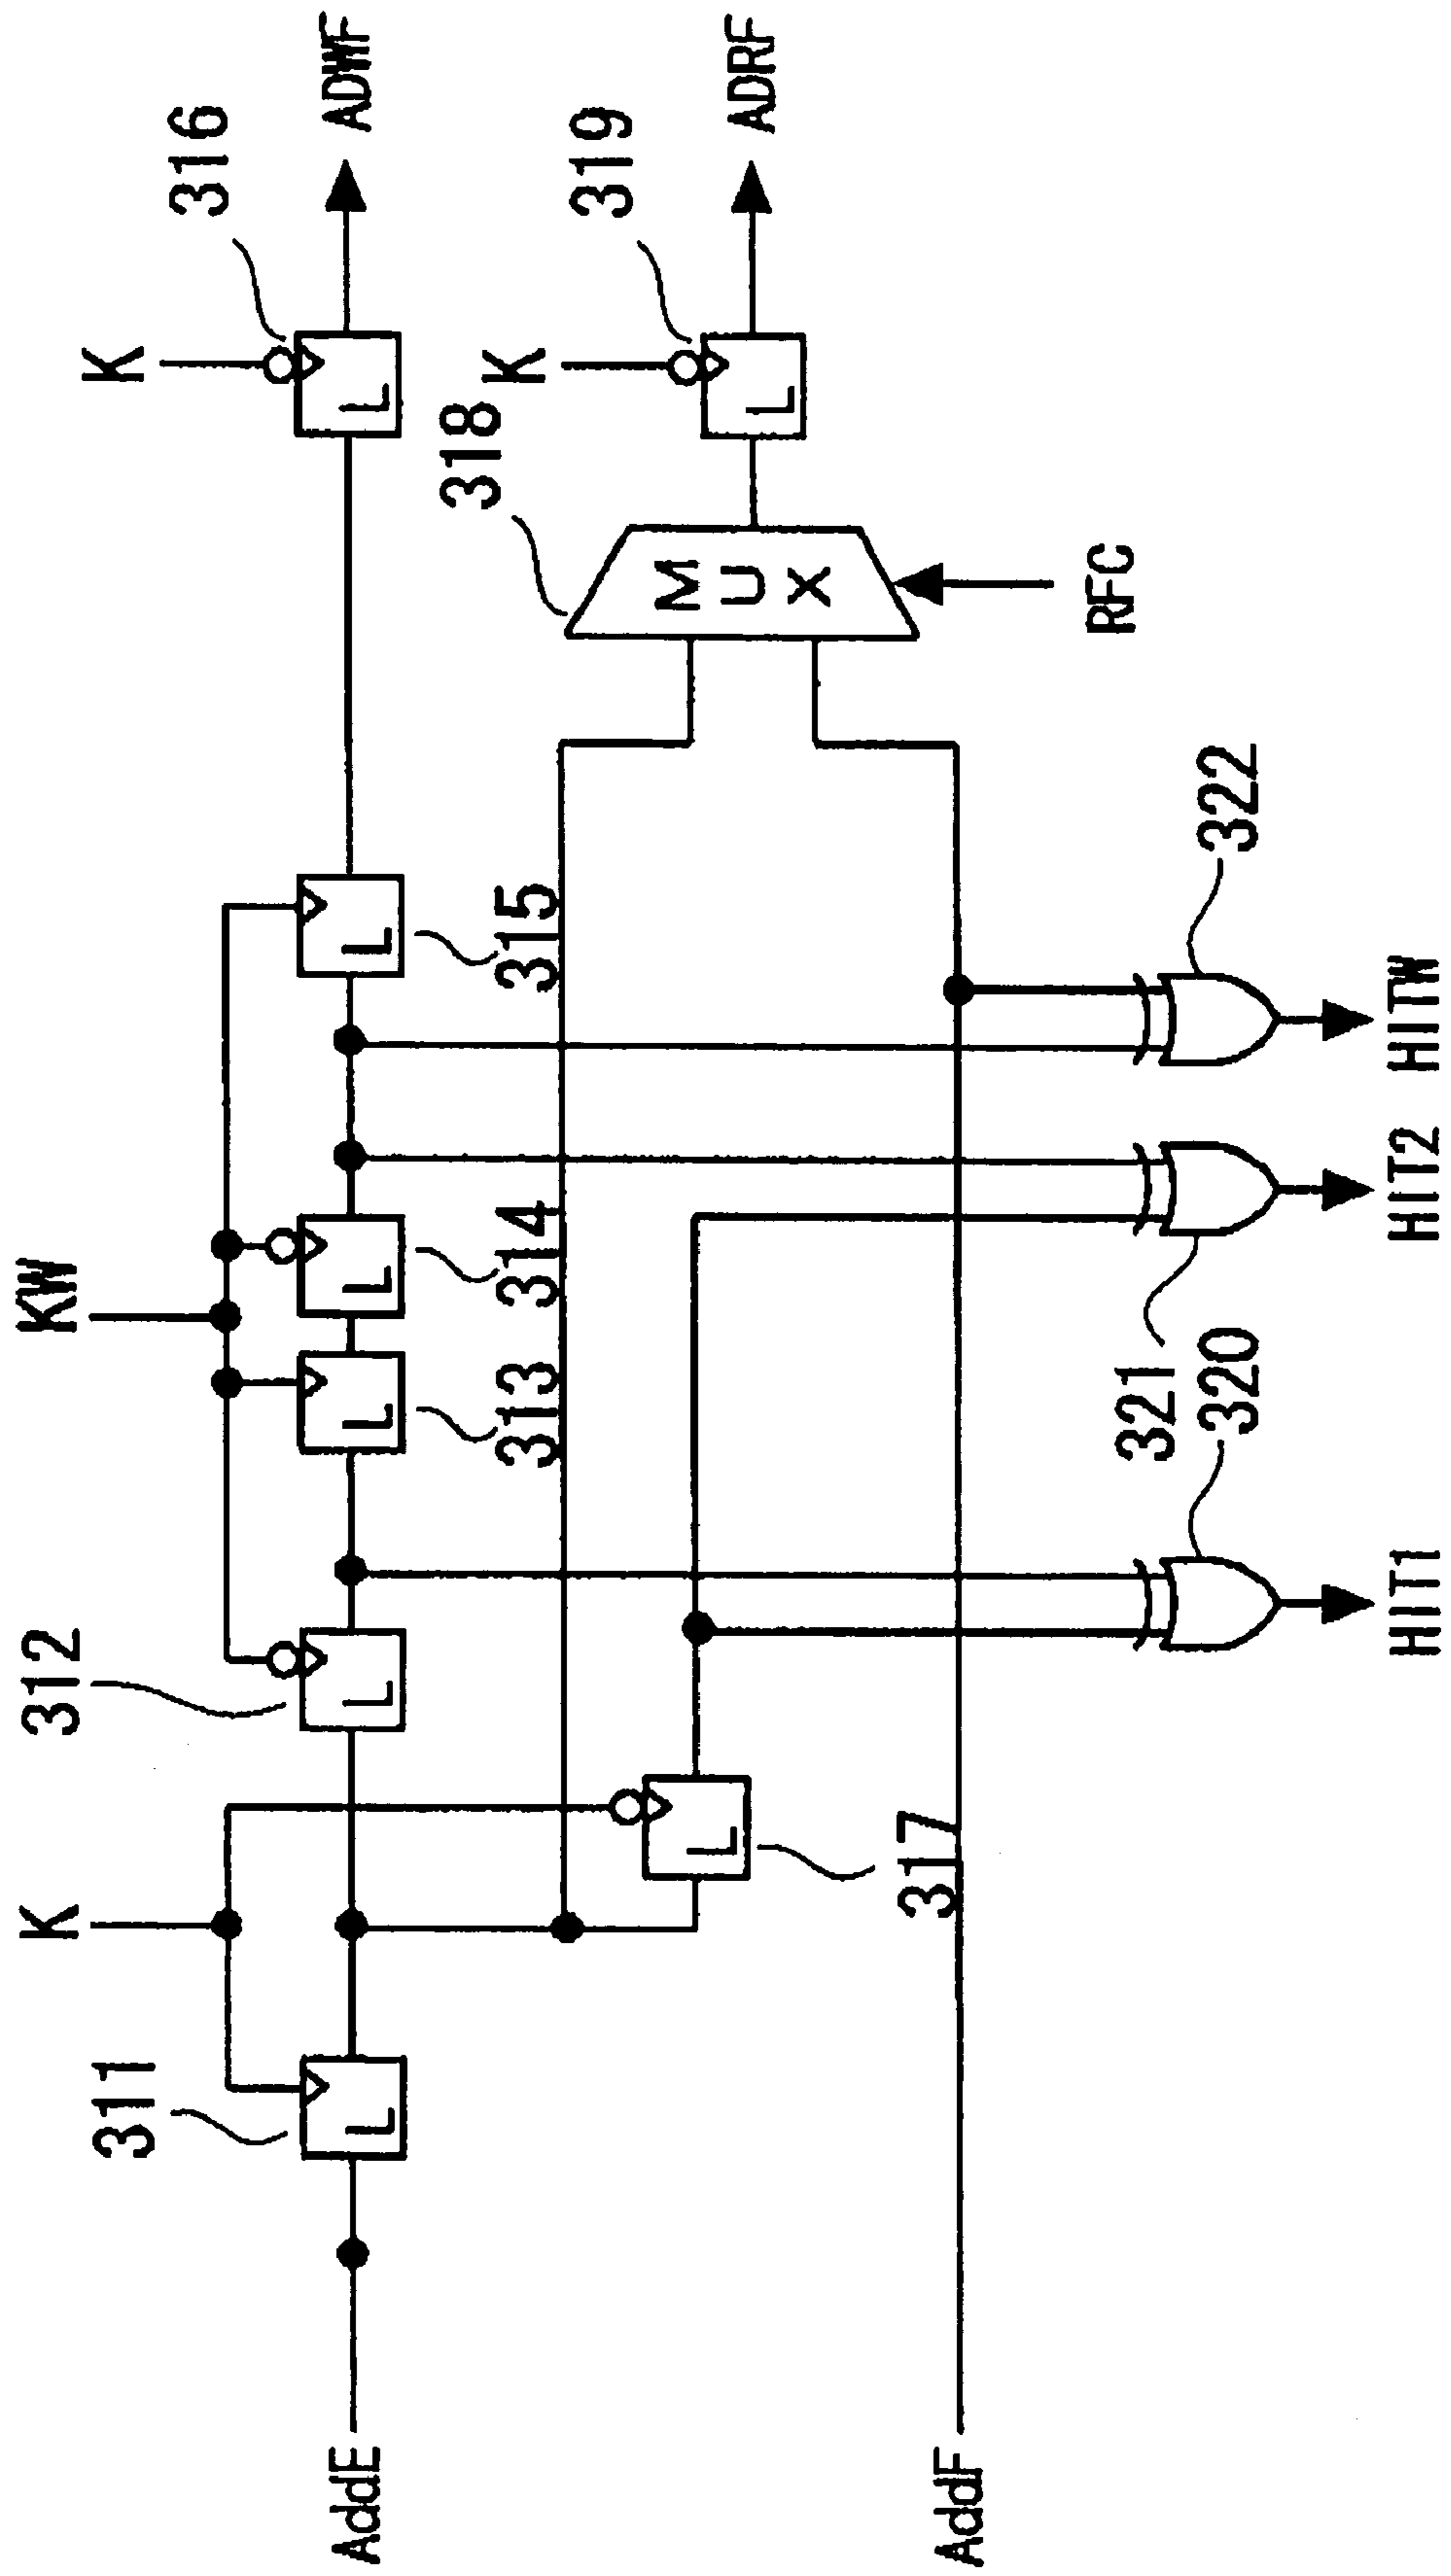 K
316
ADWF
KW
K
312
311
L
L
L
L
L
L
313
314
315
AddE
K
319
ADRF
318
MUX
L
RFC
L
317
AddF
320
321
322
HIT1
HIT2
HITW